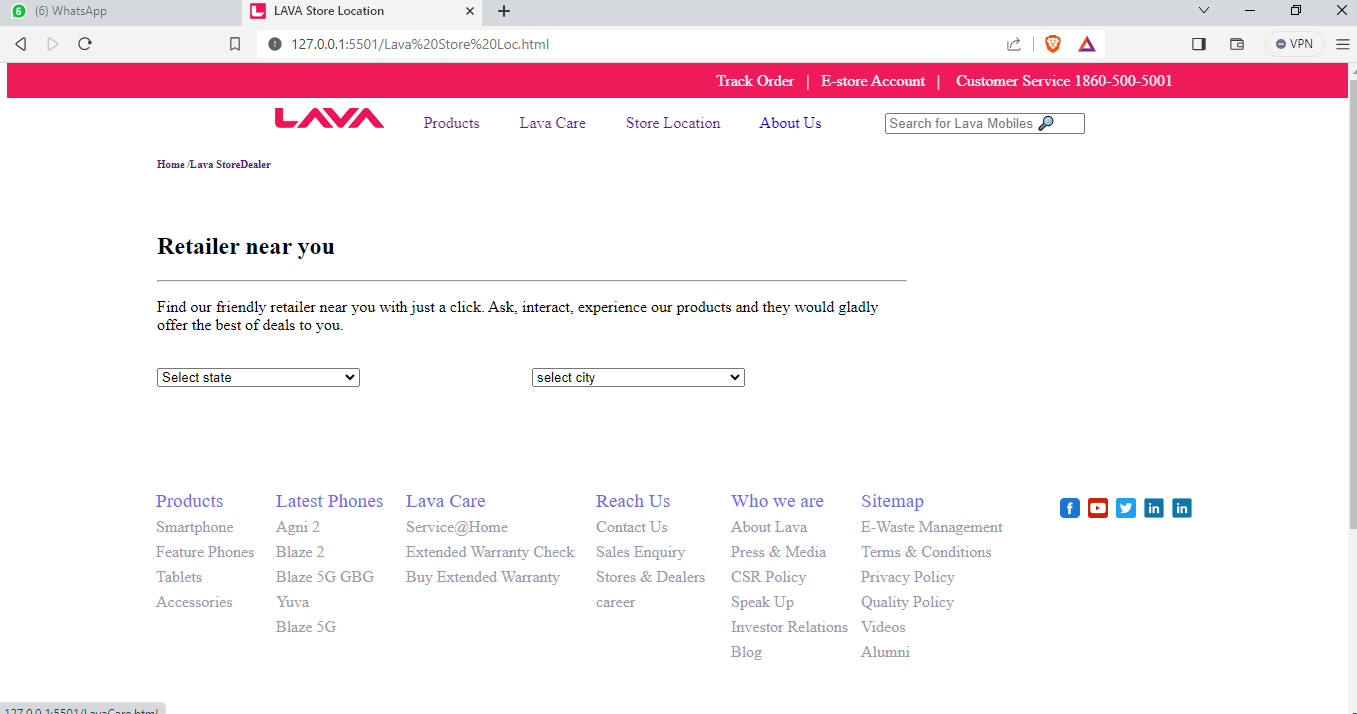 (6) WhatsApp
LAVA Store Location
127.0.0.1:5501/Lava%20Store%20Loc.html
VPN
Track Order | E-store Account | Customer Service 1860-500-5001
LAVA
Products Lava Care Store Location About Us
Search for Lava Mobiles
Home /Lava StoreDealer
Retailer near you
Find our friendly retailer near you with just a click. Ask, interact, experience our products and they would gladly
offer the best of deals to you.
Select state select city
Products Latest Phones Lava Care Reach Us Who we are Sitemap
Smartphone Agni 2 Service@Home Contact Us About Lava E-Waste Management
Feature Phones Blaze 2 Extended Warranty Check Sales Enquiry Press & Media Terms & Conditions
Tablets Blaze 5G GBG Buy Extended Warranty Stores & Dealers CSR Policy Privacy Policy
Accessories Yuva career Speak Up Quality Policy
Blaze 5G Investor Relations Videos
Blog Alumni
127.0.0.1:5501/LavaCare.html